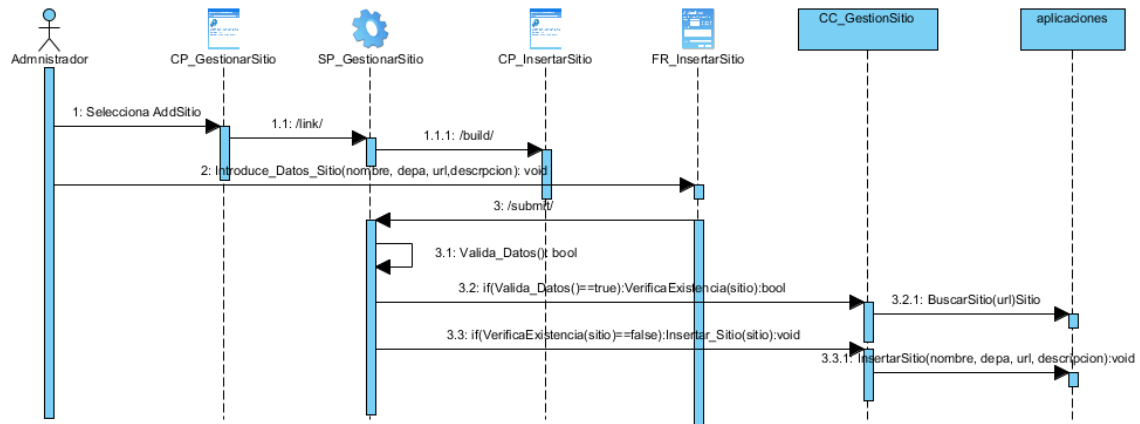 Admnistrador
CP_GestionarSitio
SP_GestionarSitio
CP_InsertarSitio
FR_InsertarSitio
CC_GestionSitio
aplicaciones
1: Selecciona AddSitio
1.1: /link/
1.1.1: /build/
2: Introduce_Datos_Sitio(nombre, depa, url,descrpcion): void
3: /submit/
3.1: Valida_Datos(): bool
3.2: if(Valida_Datos()==true):VerificaExistencia(sitio):bool
3.2.1: BuscarSitio(url)Sitio
3.3: if(VerificaExistencia(sitio)==false):Insertar_Sitio(sitio):void
3.3.1: InsertarSitio(nombre, depa, url, descripcion):void